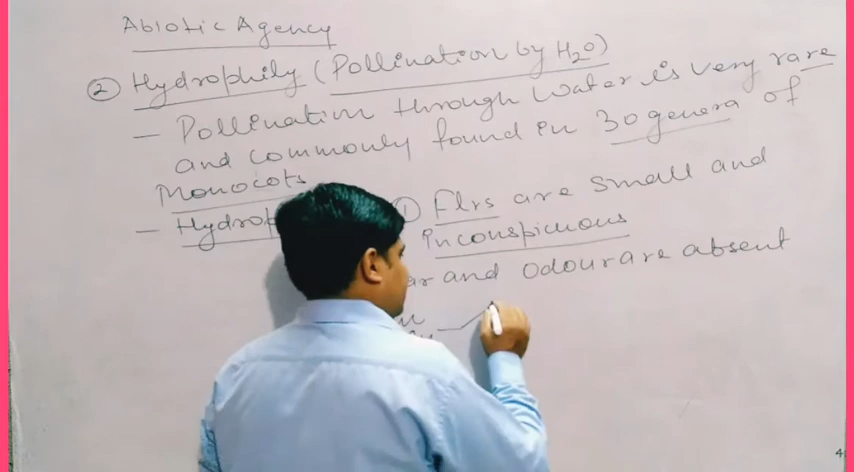 Abiotic Agency
② Hydrophily (Pollination by H₂O)
— Pollination through water is very rare
and commonly found in 30 genera of
Monocots
— Hydrop ① Flrs are small and
inconspicuous
ar and Odour are absent
4